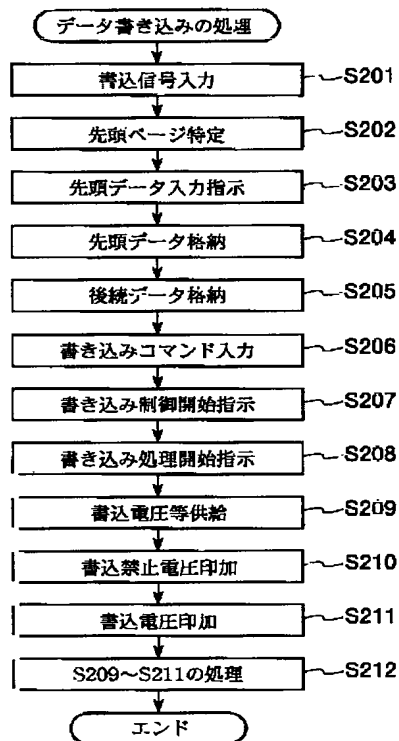 データ書き込みの処理
書込信号入力 S201
先頭ページ特定 S202
先頭データ入力指示 S203
先頭データ格納 S204
後続データ格納 S205
書き込みコマンド入力 S206
書き込み制御開始指示 S207
書き込み処理開始指示 S208
書込電圧等供給 S209
書込禁止電圧印加 S210
書込電圧印加 S211
S209～S211の処理 S212
エンド